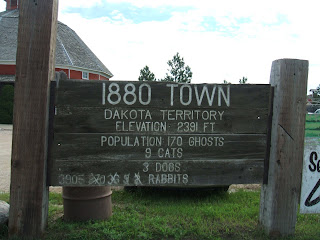 1880 TOWN
DAKOTA TERRITORY
ELEVATION 2391 FT
POPULATION 170 GHOSTS
9 CATS
3 DOGS
RABBITS